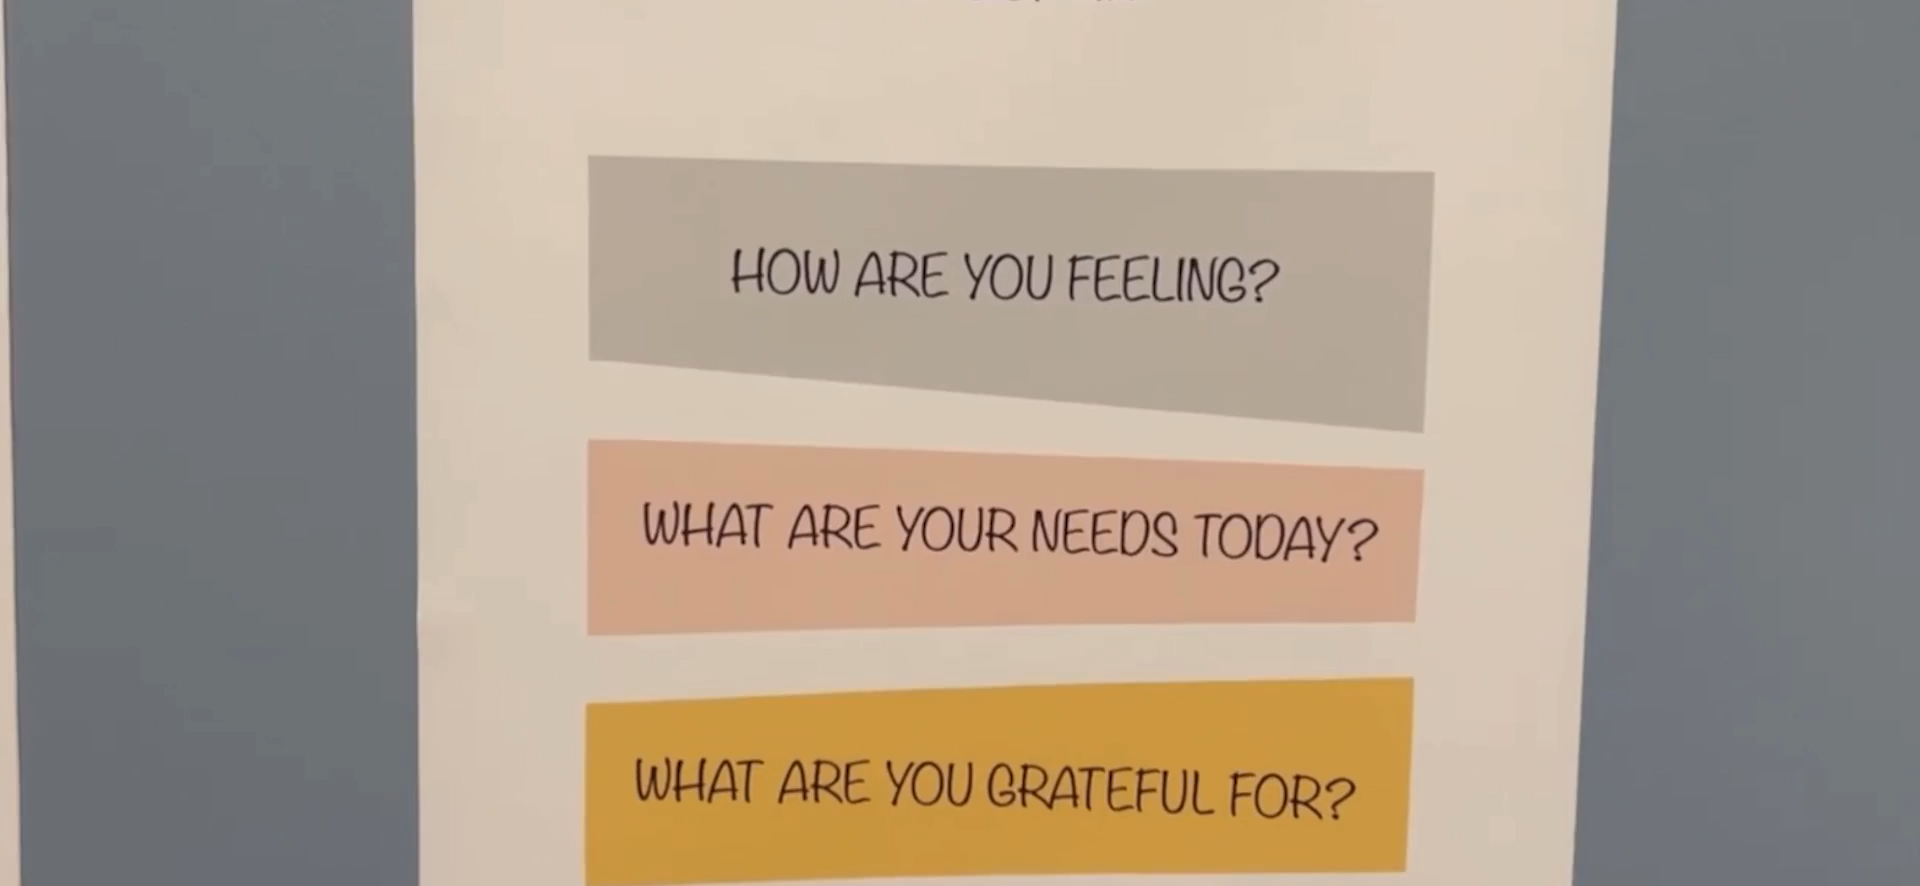 HOW ARE YOU FEELING?
WHAT ARE YOUR NEEDS TODAY?
WHAT ARE YOU GRATEFUL FOR?